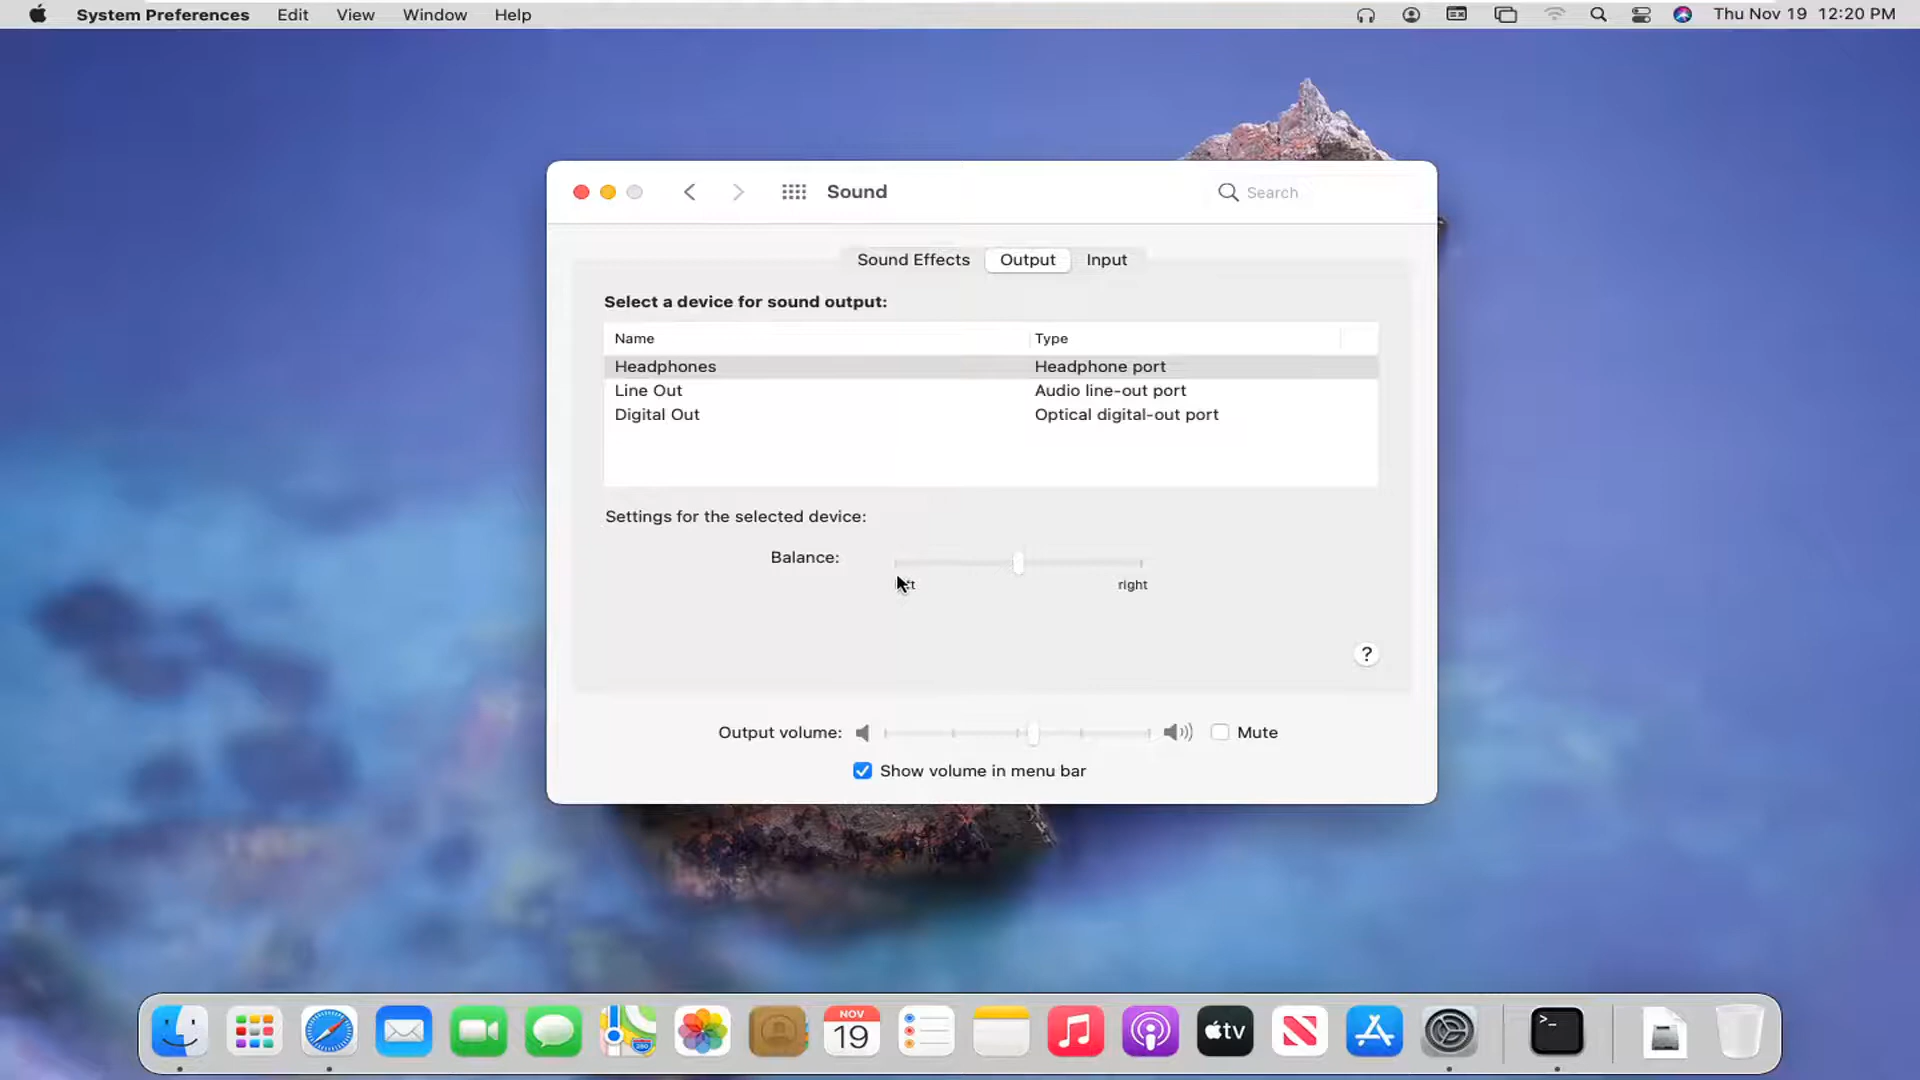 System Preferences Edit View Window Help Thu Nov 19 12:20 PM
Sound
Search
Sound Effects Output Input
Select a device for sound output:
Name Type
Headphones Headphone port
Line Out Audio line-out port
Digital Out Optical digital-out port
Settings for the selected device:
Balance:
right
?
Output volume: Mute
Show volume in menu bar
NOV
19
280
tv
>_